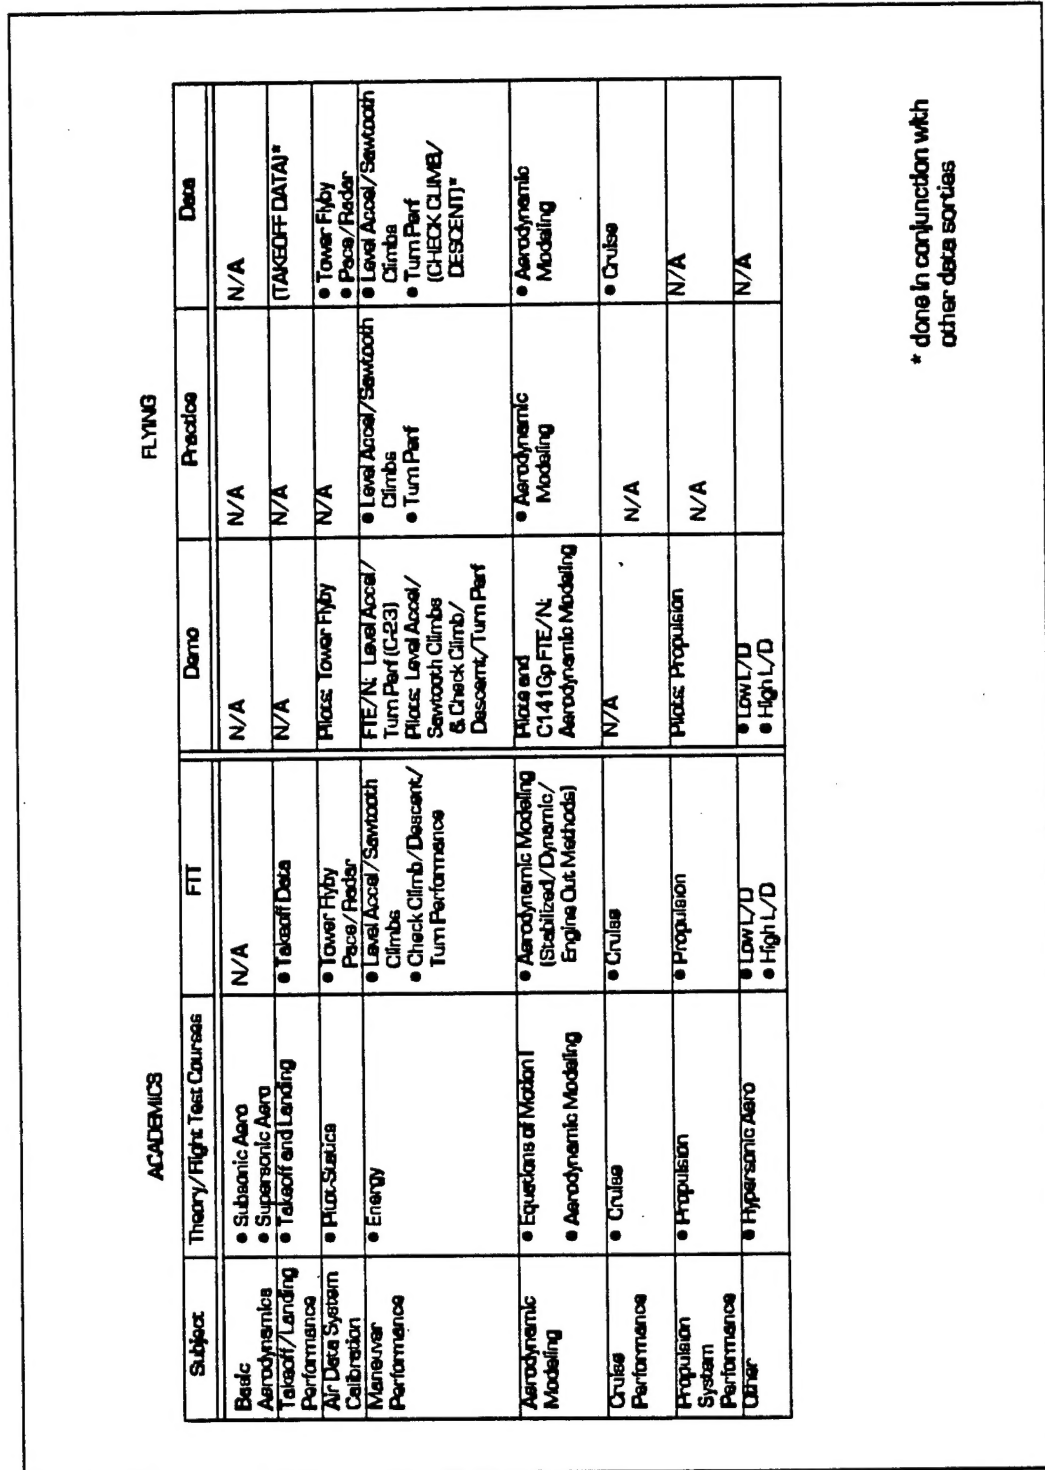 ACADEMICS
FLYING
Subject
Theory/Flight Test Courses
FTT
Demo
Practice
Data
Basic
Aerodynamics
• Subsonic Aero
• Supersonic Aero
N/A
N/A
N/A
N/A
Takeoff/Landing
Performance
• Takeoff and Landing
• Takeoff Data
N/A
N/A
(TAKEOFF DATA)*
Air Data System
Calibration
• Pitot-Statics
• Tower Flyby
Pace/Radar
Pilots: Tower Flyby
N/A
• Tower Flyby
• Pace/Radar
Maneuver
Performance
• Energy
• Level Accel/Sawtooth
Climbs
• Check Climb/Descent/
Turn Performance
FTE/N: Level Accel/
Turn Perf (C-23)
Pilots: Level Accel/
Sawtooth Climbs
& Check Climb/
Descemt/Turn Perf
• Level Accel/Sawtooth
Climbs
• Turn Perf
• Level Accel/Sawtooth
Climbs
• Turn Perf
(CHECK CLIMB/
DESCENT)*
Aerodynamic
Modeling
• Equations of Motion I
• Aerodynamic Modeling
• Aerodynamic Modeling
(Stabilized/Dynamic/
Engine Out Methods)
Pilots and
C141Gp FTE/N:
Aerodynamic Modeling
• Aerodynamic
Modeling
• Aerodynamic
Modeling
Cruise
Performance
• Cruise
• Cruise
N/A
N/A
• Cruise
Propulsion
System
Performance
• Propulsion
• Propulsion
Pilots: Propulsion
N/A
N/A
Other
• Hypersonic Aero
• Low L/D
• High L/D
• Low L/D
• High L/D
N/A
* done in conjunction with
other data sorties